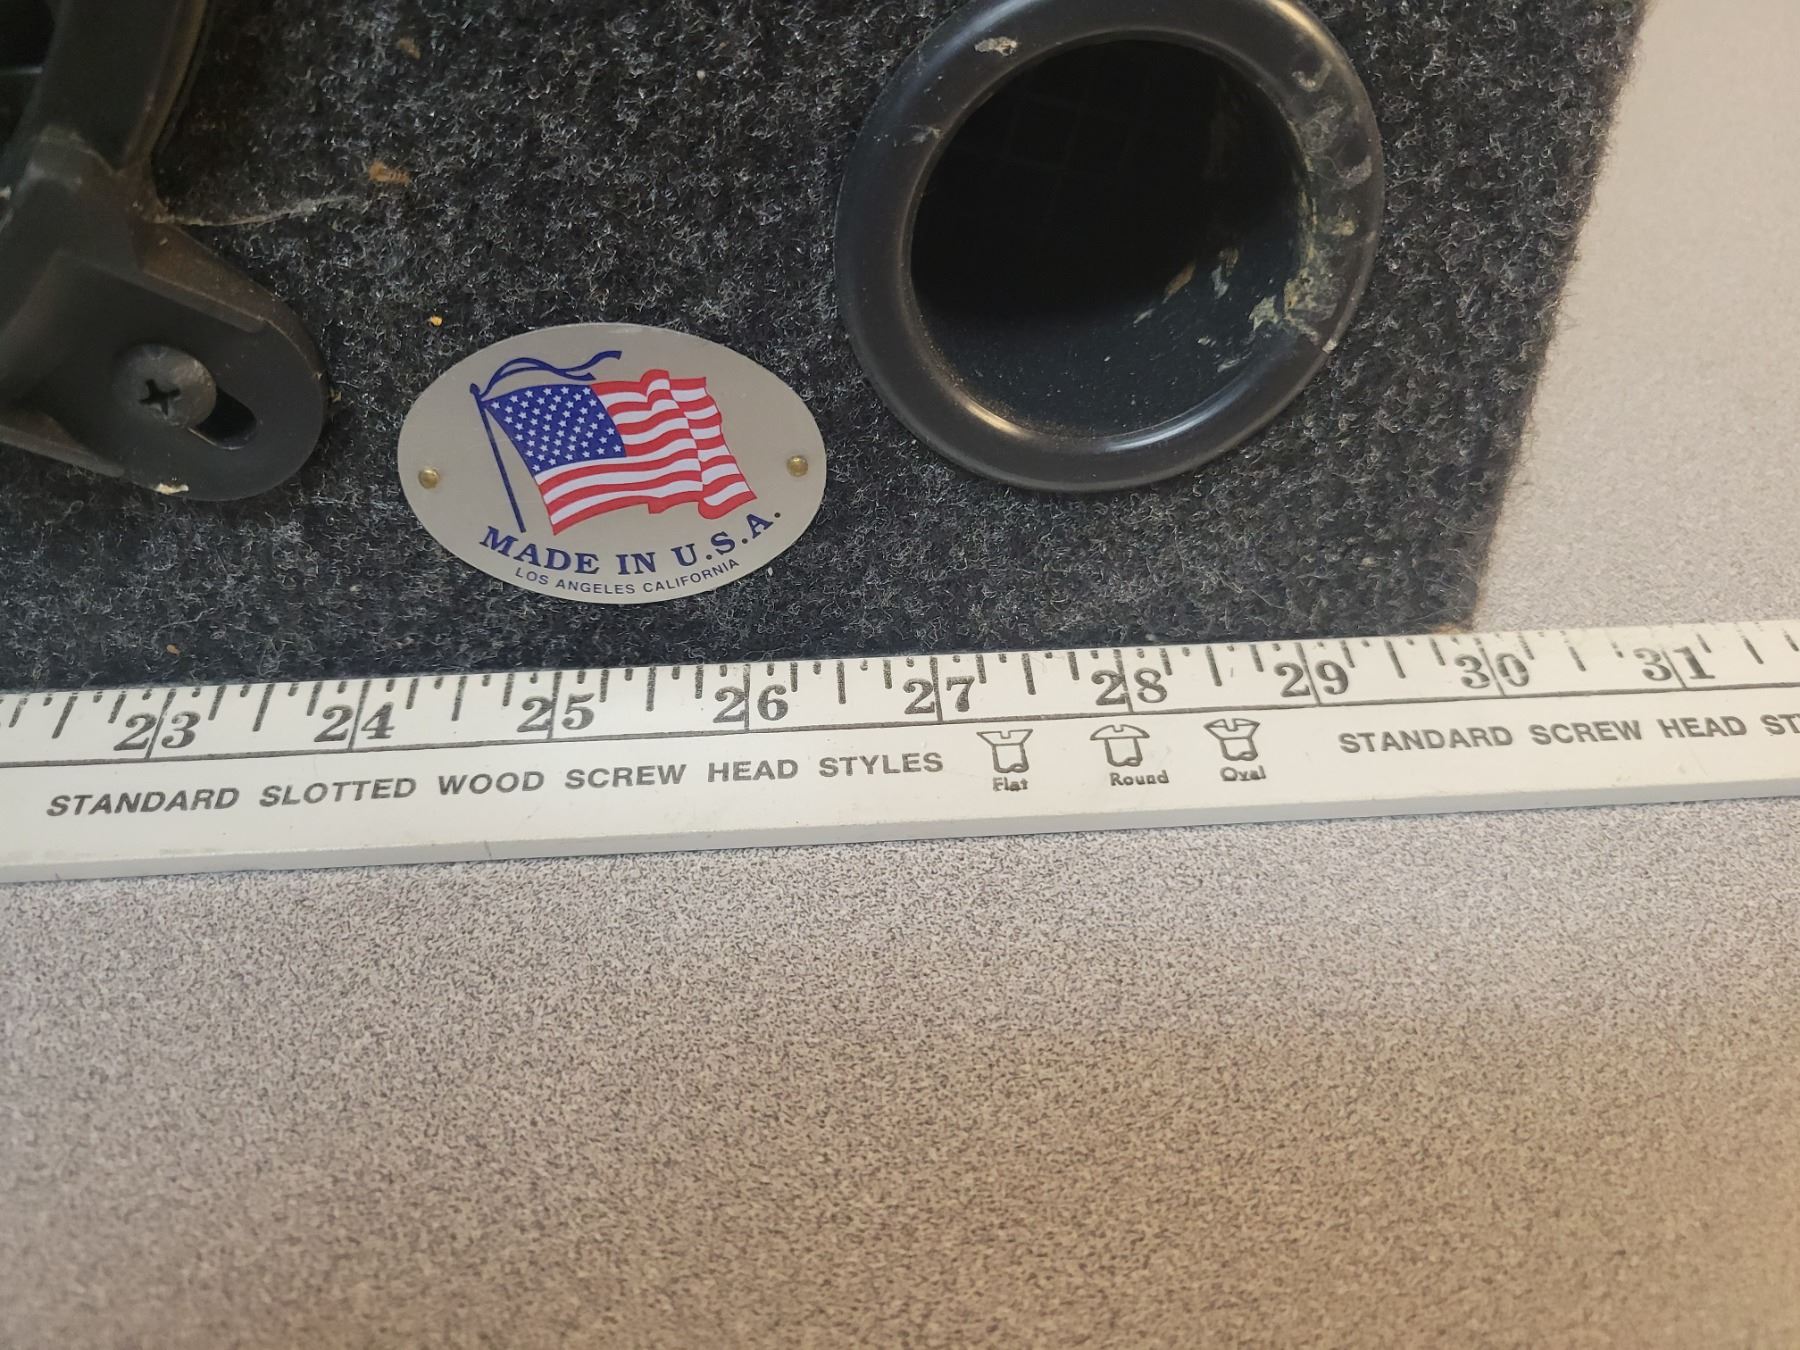 MADE IN U.S.A.
LOS ANGELES CALIFORNIA
23 24 25 26 27 28 29 30 31
STANDARD SLOTTED WOOD SCREW HEAD STYLES
Flat Round Oval
STANDARD SCREW HEAD